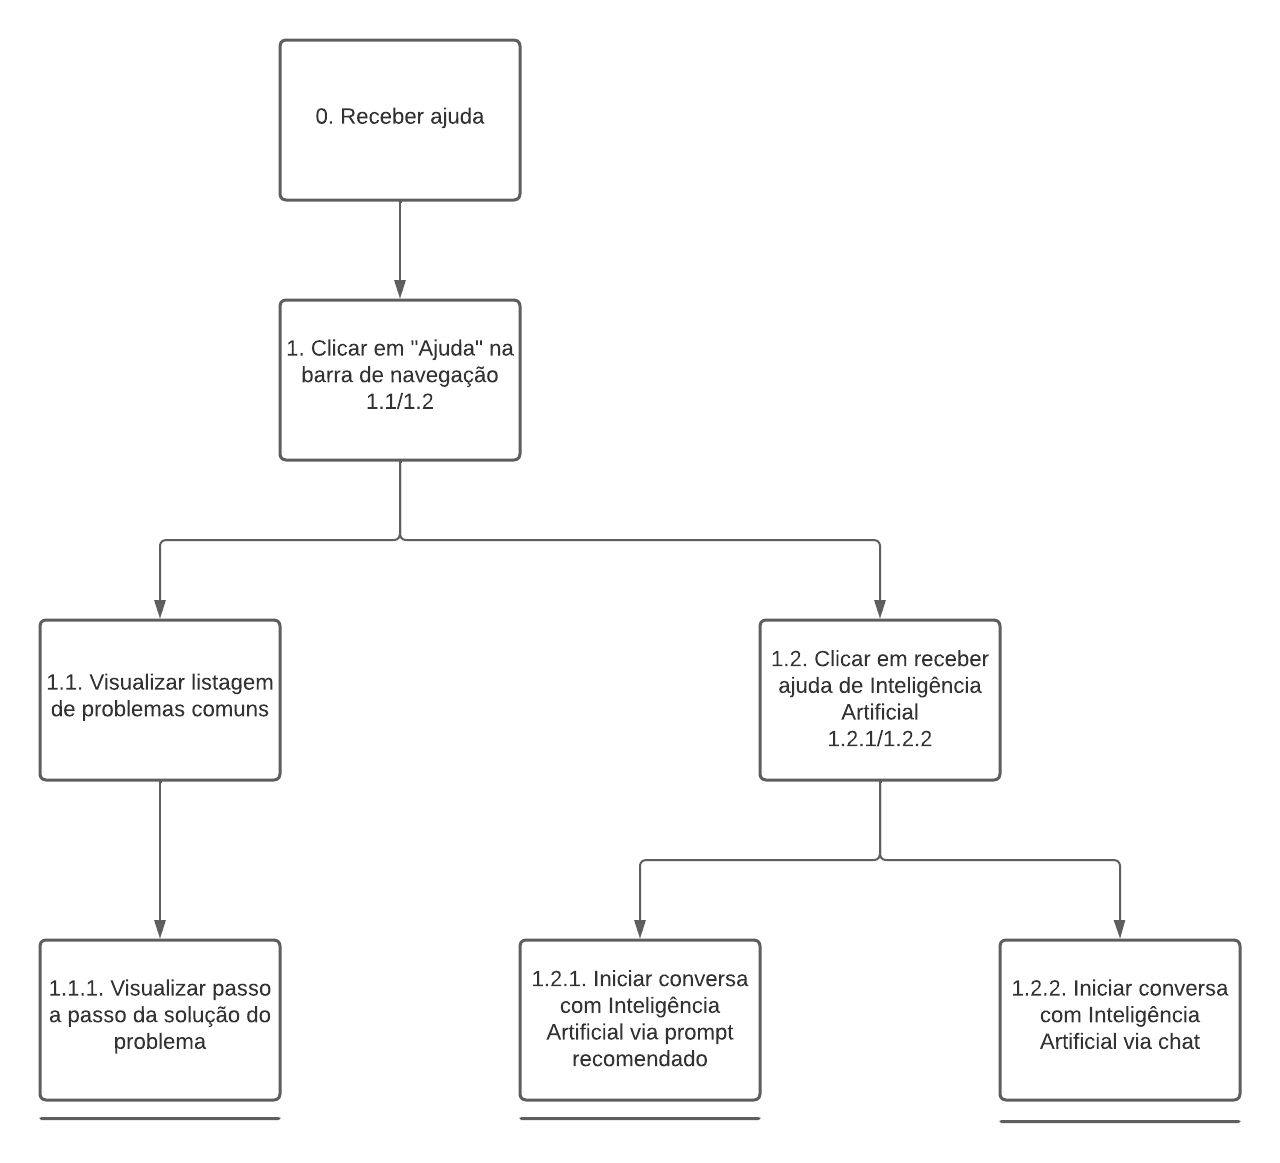 0. Receber ajuda
1. Clicar em "Ajuda" na
barra de navegação
1.1/1.2
1.1. Visualizar listagem
de problemas comuns
1.2. Clicar em receber
ajuda de Inteligência
Artificial
1.2.1/1.2.2
1.1.1. Visualizar passo
a passo da solução do
problema
1.2.1. Iniciar conversa
com Inteligência
Artificial via prompt
recomendado
1.2.2. Iniciar conversa
com Inteligência
Artificial via chat